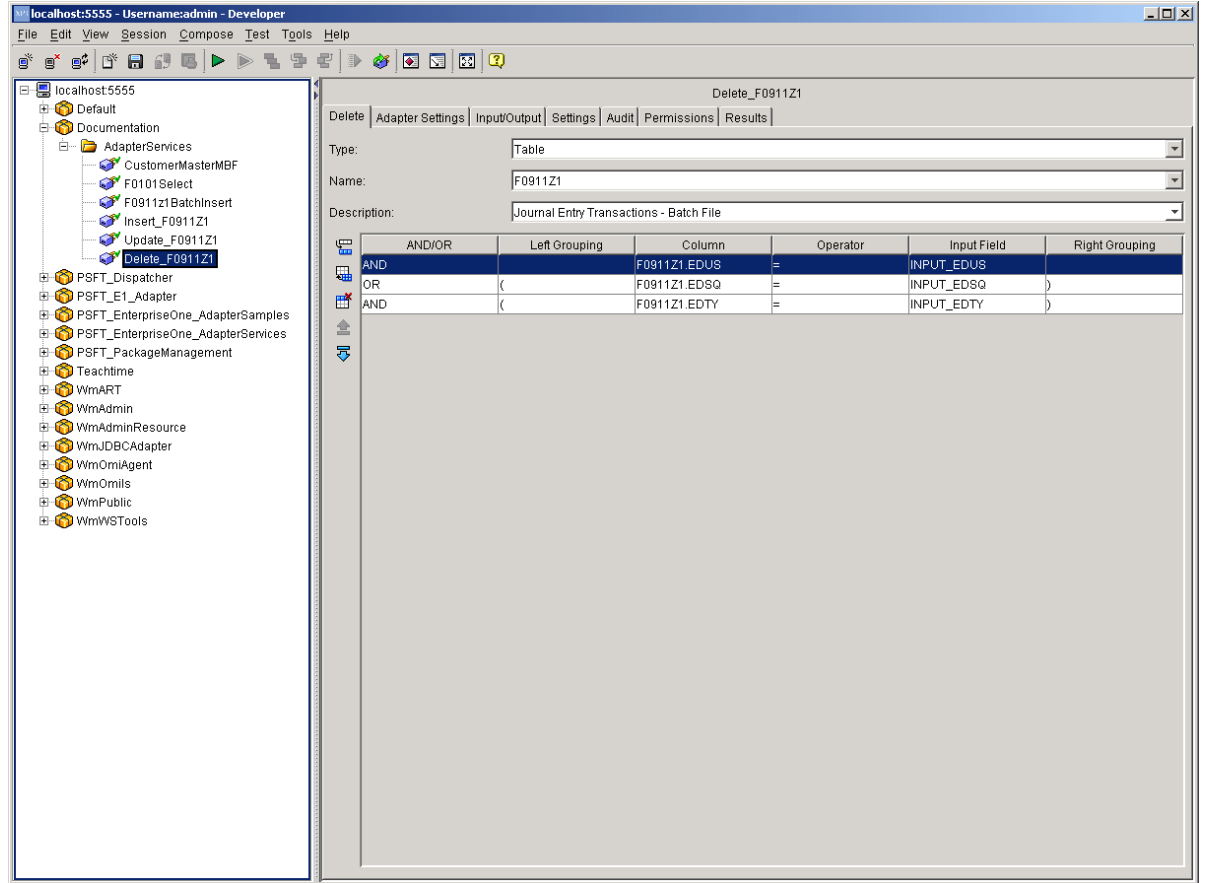 localhost:5555 - Username:admin - Developer
File Edit View Session Compose Test Tools Help
localhost:5555
Default
Documentation
AdapterServices
CustomerMasterMBF
F0101Select
F0911z1BatchInsert
Insert_F0911Z1
Update_F0911Z1
Delete_F0911Z1
PSFT_Dispatcher
PSFT_E1_Adapter
PSFT_EnterpriseOne_AdapterSamples
PSFT_EnterpriseOne_AdapterServices
PSFT_PackageManagement
Teachtime
WmART
WmAdmin
WmAdminResource
WmJDBCAdapter
WmOmiAgent
WmOmils
WmPublic
WmWSTools
Delete_F0911Z1
Delete Adapter Settings Input/Output Settings Audit Permissions Results
Type: Table
Name: F0911Z1
Description: Journal Entry Transactions - Batch File
AND/OR Left Grouping Column Operator Input Field Right Grouping
AND F0911Z1.EDUS = INPUT_EDUS
OR ( F0911Z1.EDSQ = INPUT_EDSQ )
AND ( F0911Z1.EDTY = INPUT_EDTY )